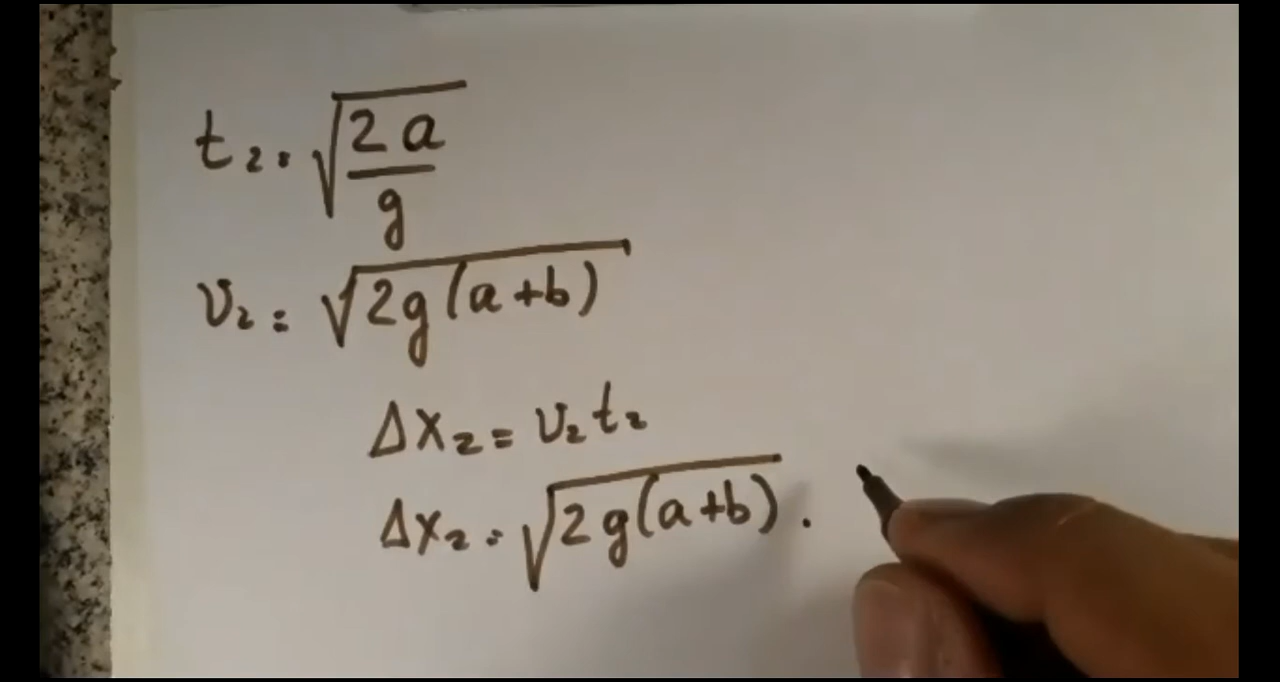 t₂ = √(2a/g)
v₂ = √(2g(a+b))
Δx₂ = v₂t₂
Δx₂ = √(2g(a+b)) .